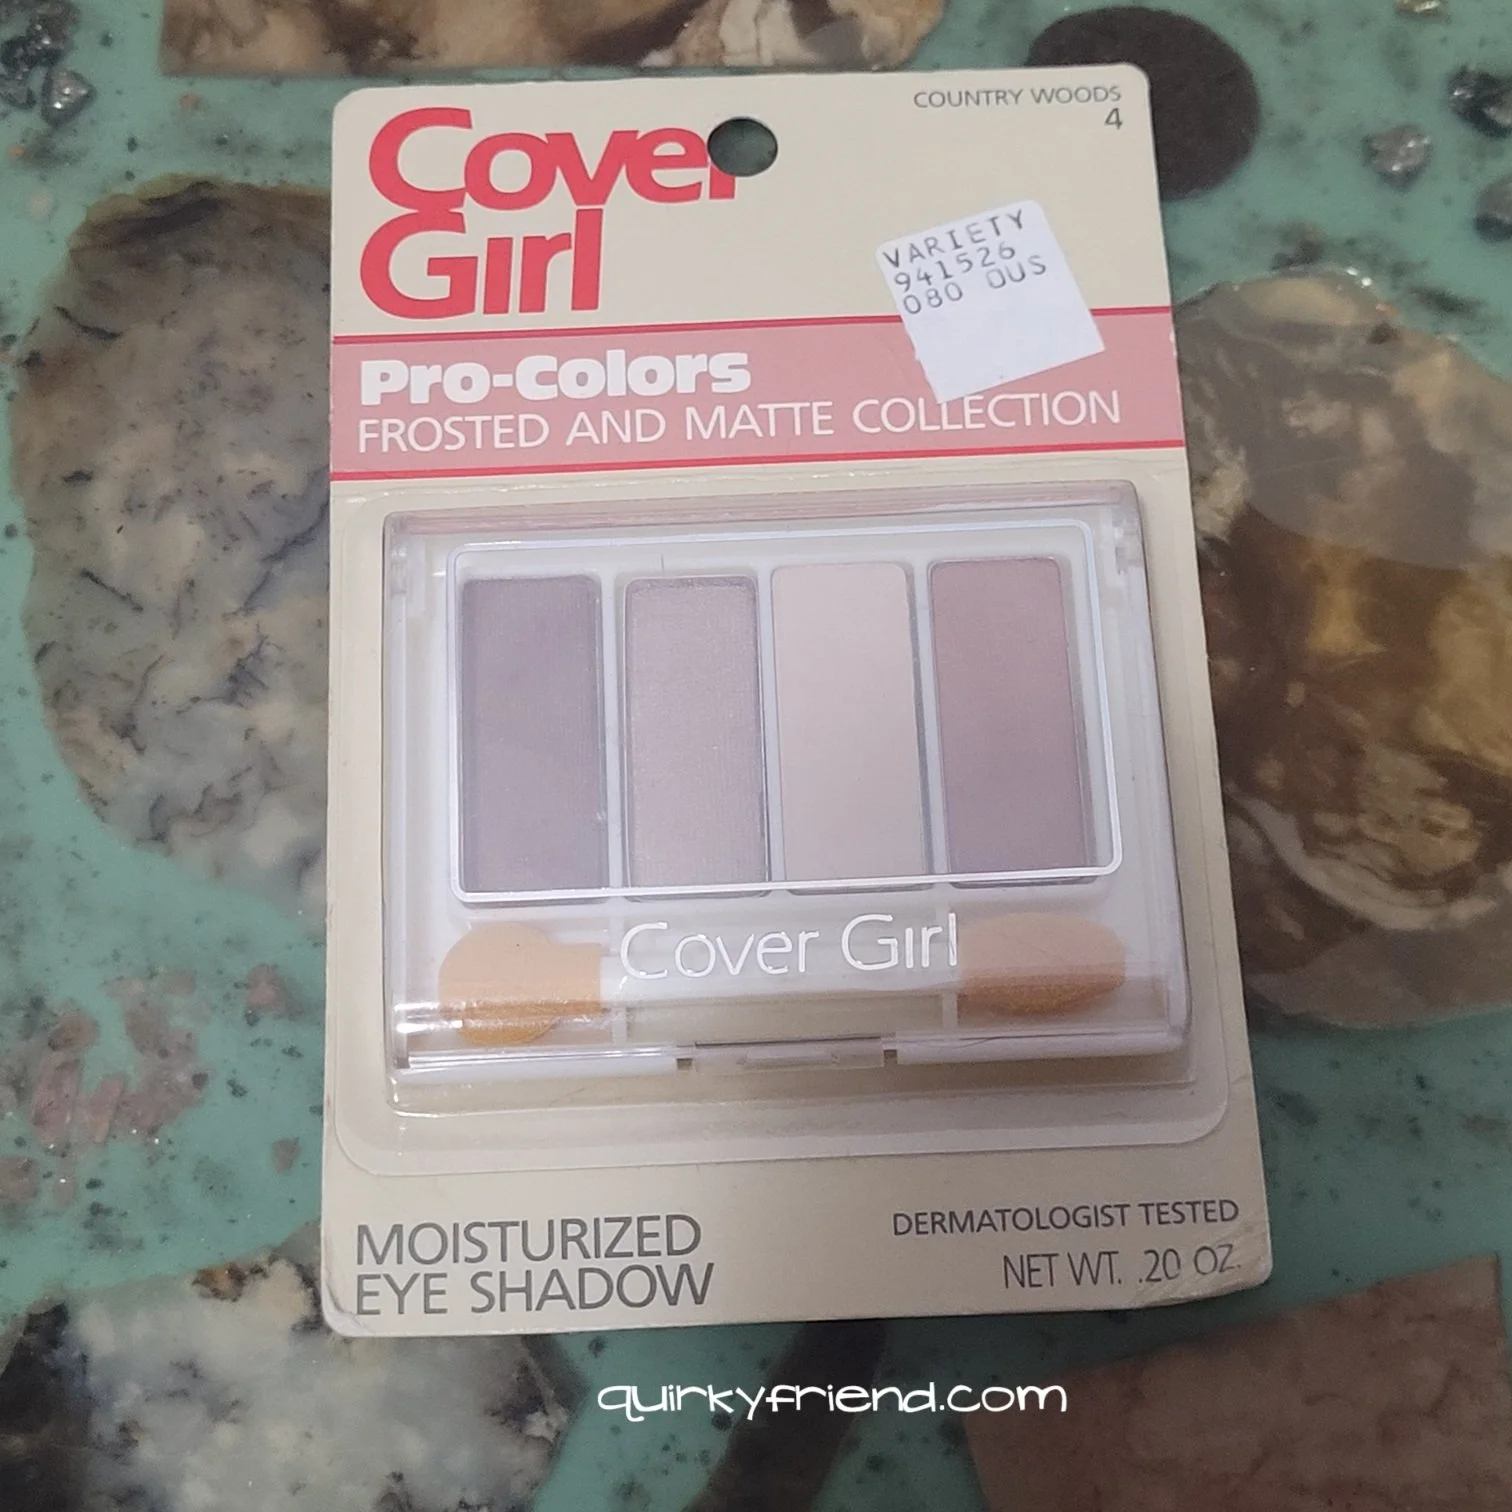 COUNTRY WOODS
4
Cover
Girl
VARIETY
941526
080 OUS
Pro-Colors
FROSTED AND MATTE COLLECTION
Cover Girl
MOISTURIZED
EYE SHADOW
DERMATOLOGIST TESTED
NET WT. .20 OZ.
quirkyfriend.com